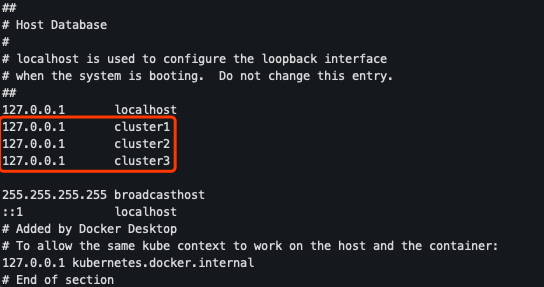 ##
# Host Database
#
# localhost is used to configure the loopback interface
# when the system is booting.  Do not change this entry.
##
127.0.0.1       localhost
127.0.0.1       cluster1
127.0.0.1       cluster2
127.0.0.1       cluster3
255.255.255.255 broadcasthost
::1             localhost
# Added by Docker Desktop
# To allow the same kube context to work on the host and the container:
127.0.0.1 kubernetes.docker.internal
# End of section